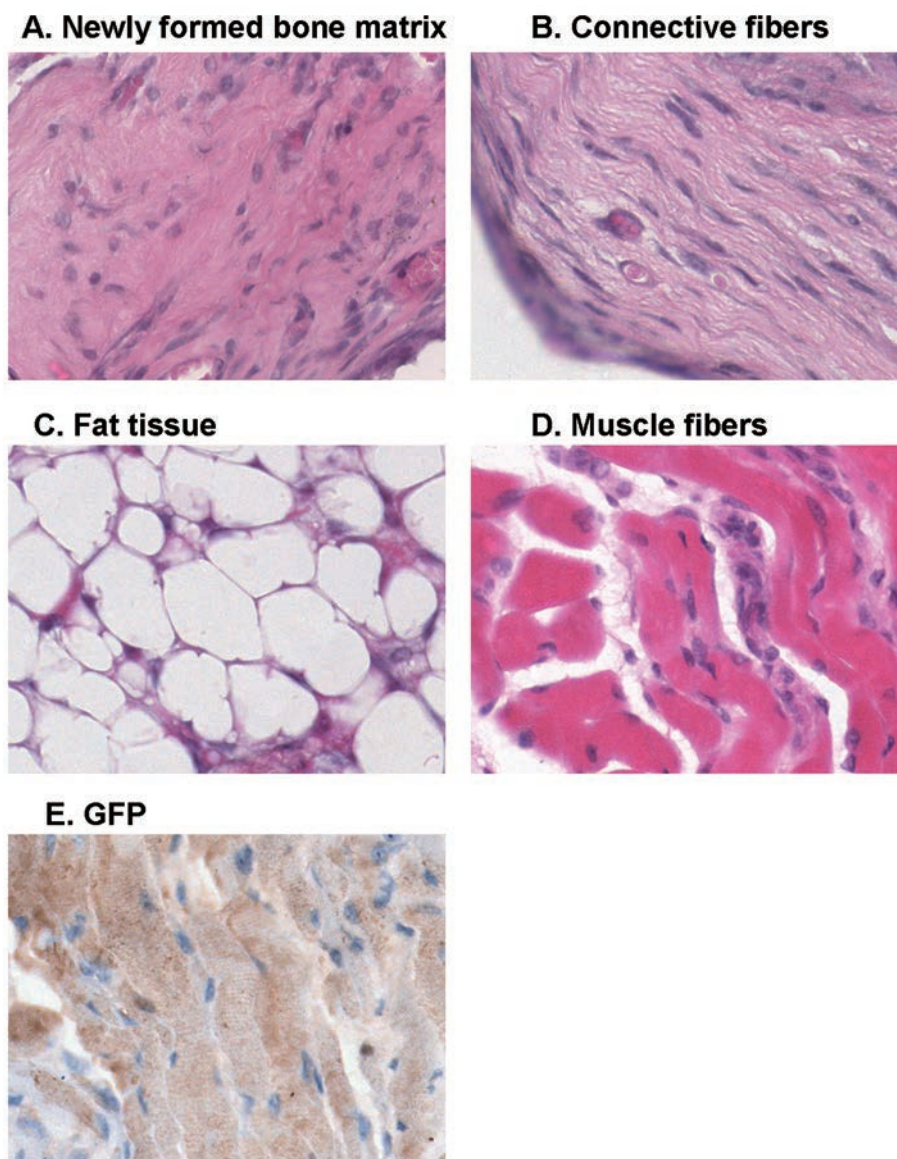 A. Newly formed bone matrix
B. Connective fibers
C. Fat tissue
D. Muscle fibers
E. GFP